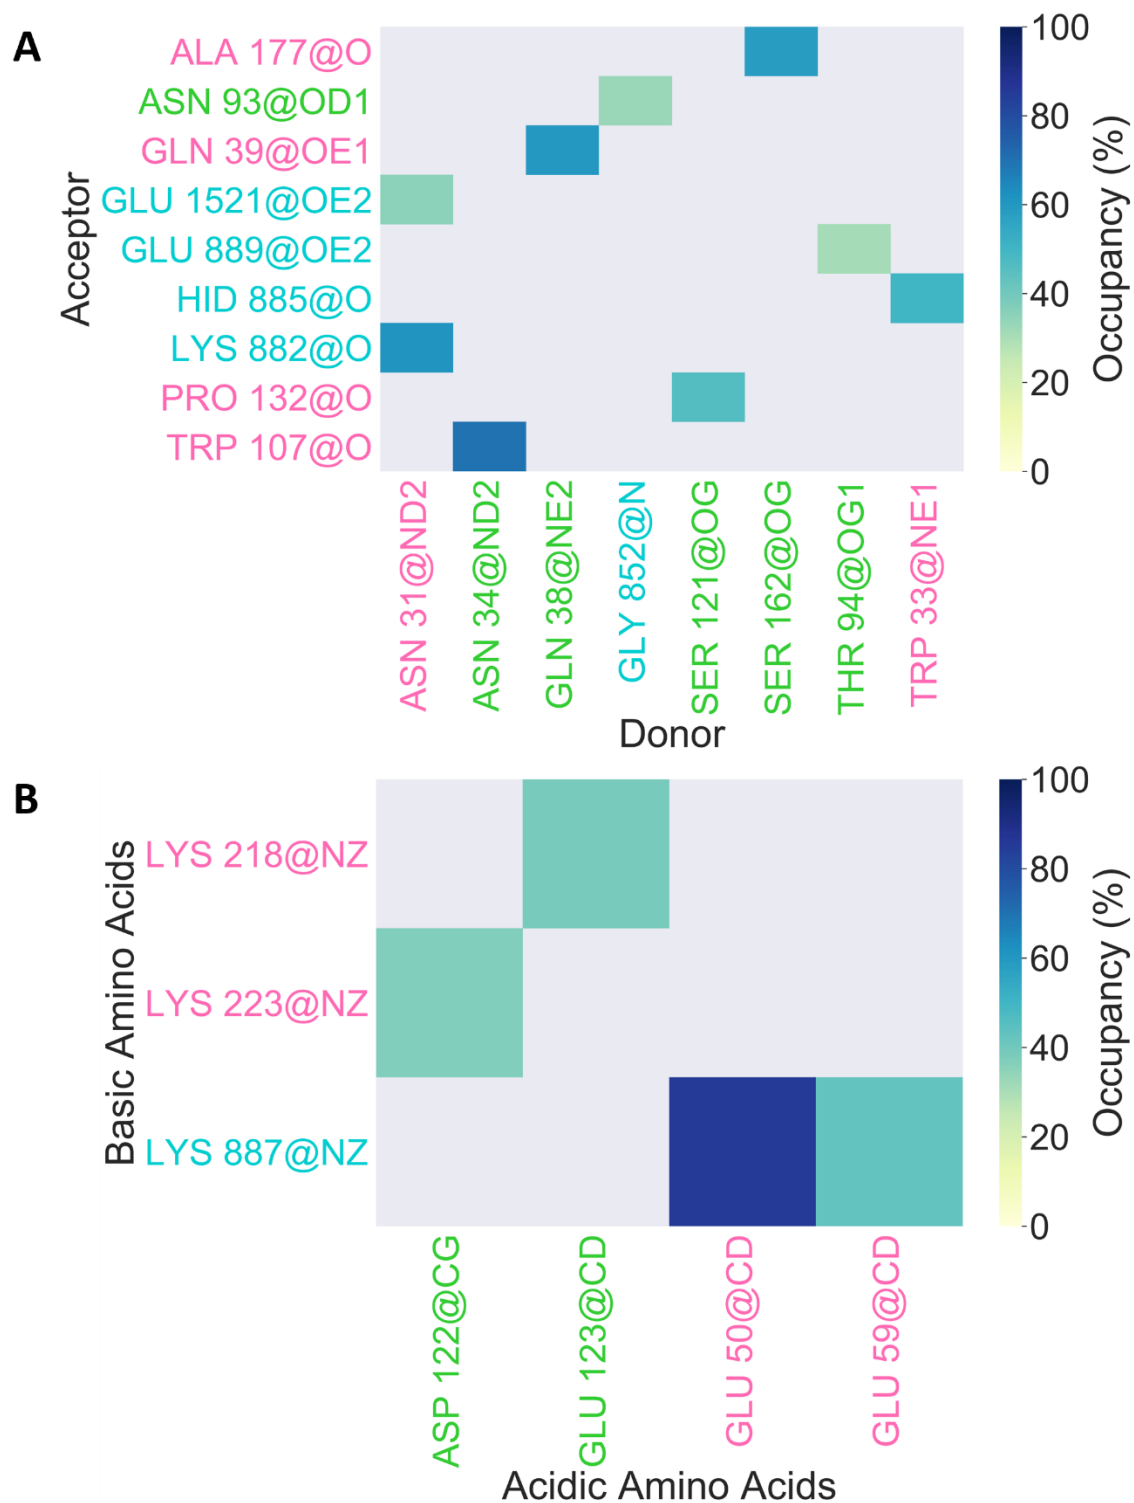 A
Acceptor
ALA 177@O
ASN 93@OD1
GLN 39@OE1
GLU 1521@OE2
GLU 889@OE2
HID 885@O
LYS 882@O
PRO 132@O
TRP 107@O
ASN 31@ND2
ASN 34@ND2
GLN 38@NE2
GLY 852@N
SER 121@OG
SER 162@OG
THR 94@OG1
TRP 33@NE1
Donor
100
80
60
40
20
0
Occupancy (%)
B
Basic Amino Acids
LYS 218@NZ
LYS 223@NZ
LYS 887@NZ
ASP 122@CG
GLU 123@CD
GLU 50@CD
GLU 59@CD
Acidic Amino Acids
100
80
60
40
20
0
Occupancy (%)